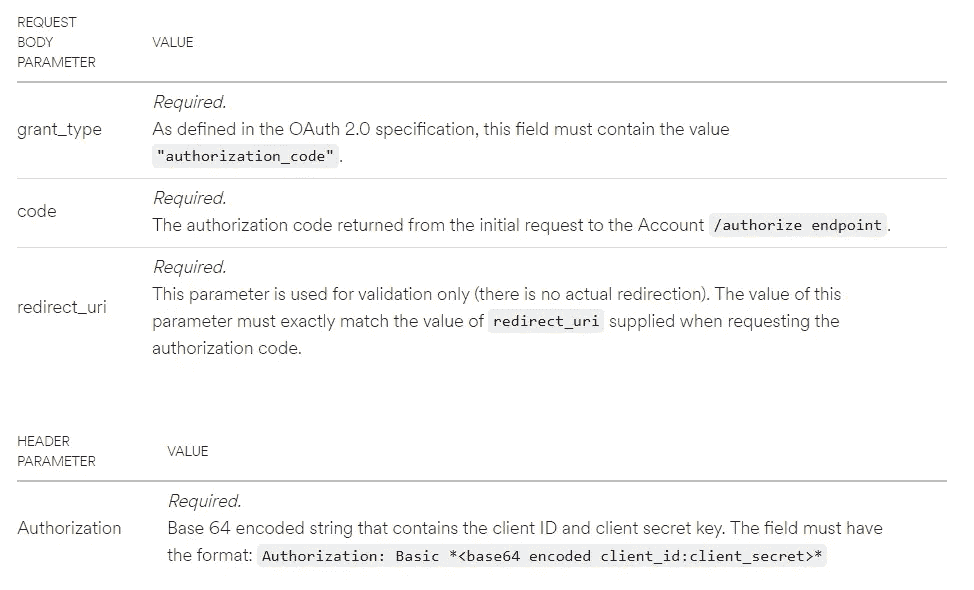 REQUEST
BODY
PARAMETER
VALUE
grant_type
Required.
As defined in the OAuth 2.0 specification, this field must contain the value
"authorization_code".
code
Required.
The authorization code returned from the initial request to the Account /authorize endpoint.
redirect_uri
Required.
This parameter is used for validation only (there is no actual redirection). The value of this
parameter must exactly match the value of redirect_uri supplied when requesting the
authorization code.
HEADER
PARAMETER
VALUE
Authorization
Required.
Base 64 encoded string that contains the client ID and client secret key. The field must have
the format: Authorization: Basic *<base64 encoded client_id:client_secret>*